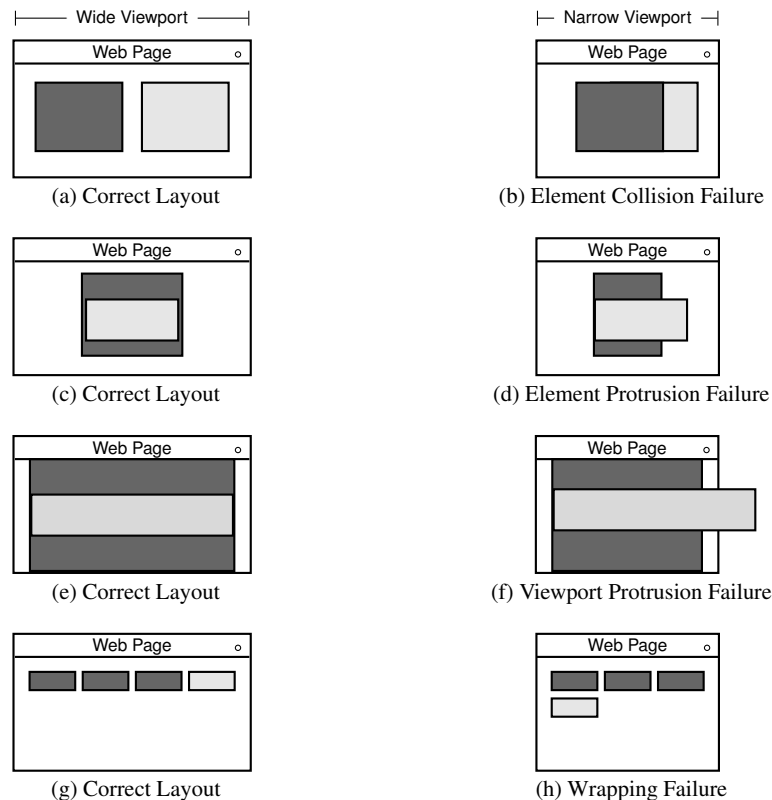 Wide Viewport
Narrow Viewport
Web Page
Web Page
(a) Correct Layout
(b) Element Collision Failure
Web Page
Web Page
(c) Correct Layout
(d) Element Protrusion Failure
Web Page
Web Page
(e) Correct Layout
(f) Viewport Protrusion Failure
Web Page
Web Page
(g) Correct Layout
(h) Wrapping Failure